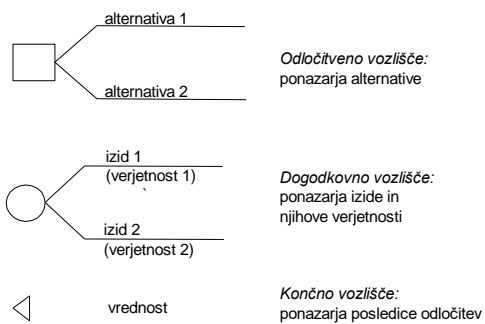 alternativa 1
Odločitveno vozlišče:
ponazarja alternative
alternativa 2
izid 1
(verjetnost 1)
`
Dogodkovno vozlišče:
ponazarja izide in
njihove verjetnosti
izid 2
(verjetnost 2)
Končno vozlišče:
vrednost
ponazarja posledice odločitev